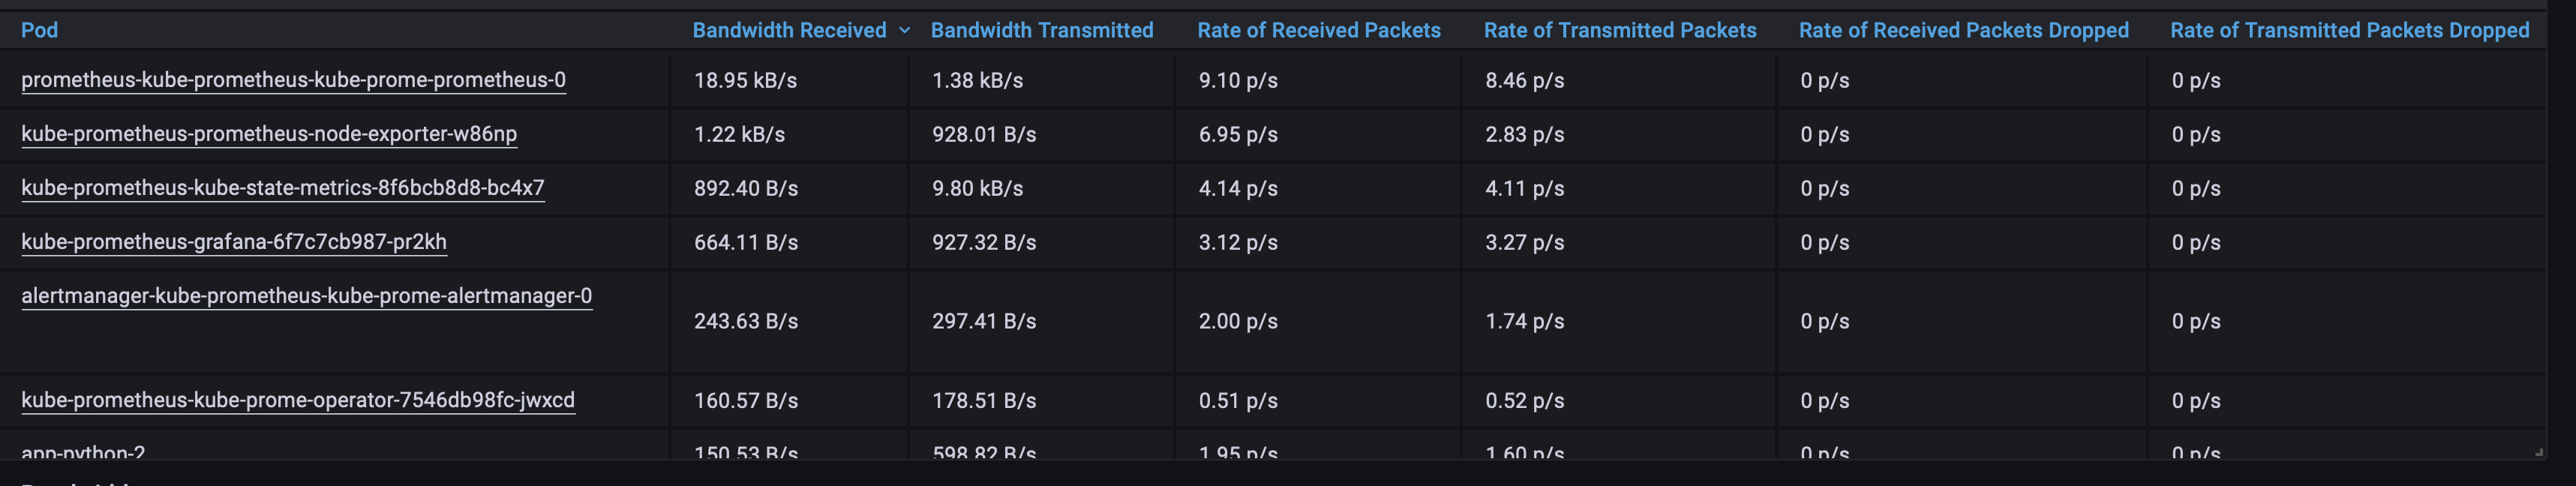 Pod Bandwidth Received Bandwidth Transmitted Rate of Received Packets Rate of Transmitted Packets Rate of Received Packets Dropped Rate of Transmitted Packets Dropped
prometheus-kube-prometheus-kube-prome-prometheus-0 18.95 kB/s 1.38 kB/s 9.10 p/s 8.46 p/s 0 p/s 0 p/s
kube-prometheus-prometheus-node-exporter-w86np 1.22 kB/s 928.01 B/s 6.95 p/s 2.83 p/s 0 p/s 0 p/s
kube-prometheus-kube-state-metrics-8f6bcb8d8-bc4x7 892.40 B/s 9.80 kB/s 4.14 p/s 4.11 p/s 0 p/s 0 p/s
kube-prometheus-grafana-6f7c7cb987-pr2kh 664.11 B/s 927.32 B/s 3.12 p/s 3.27 p/s 0 p/s 0 p/s
alertmanager-kube-prometheus-kube-prome-alertmanager-0 243.63 B/s 297.41 B/s 2.00 p/s 1.74 p/s 0 p/s 0 p/s
kube-prometheus-kube-prome-operator-7546db98fc-jwxcd 160.57 B/s 178.51 B/s 0.51 p/s 0.52 p/s 0 p/s 0 p/s
app-python-2 150.53 B/s 598.82 B/s 1.95 p/s 1.60 p/s 0 p/s 0 p/s